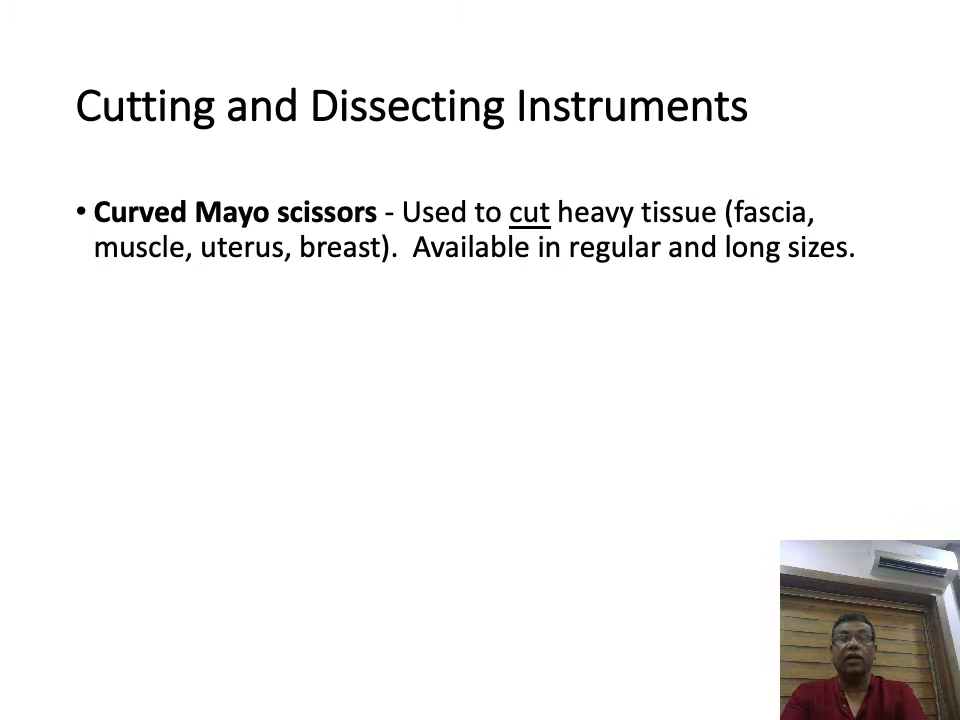 Cutting and Dissecting Instruments
• Curved Mayo scissors - Used to cut heavy tissue (fascia,
muscle, uterus, breast).  Available in regular and long sizes.